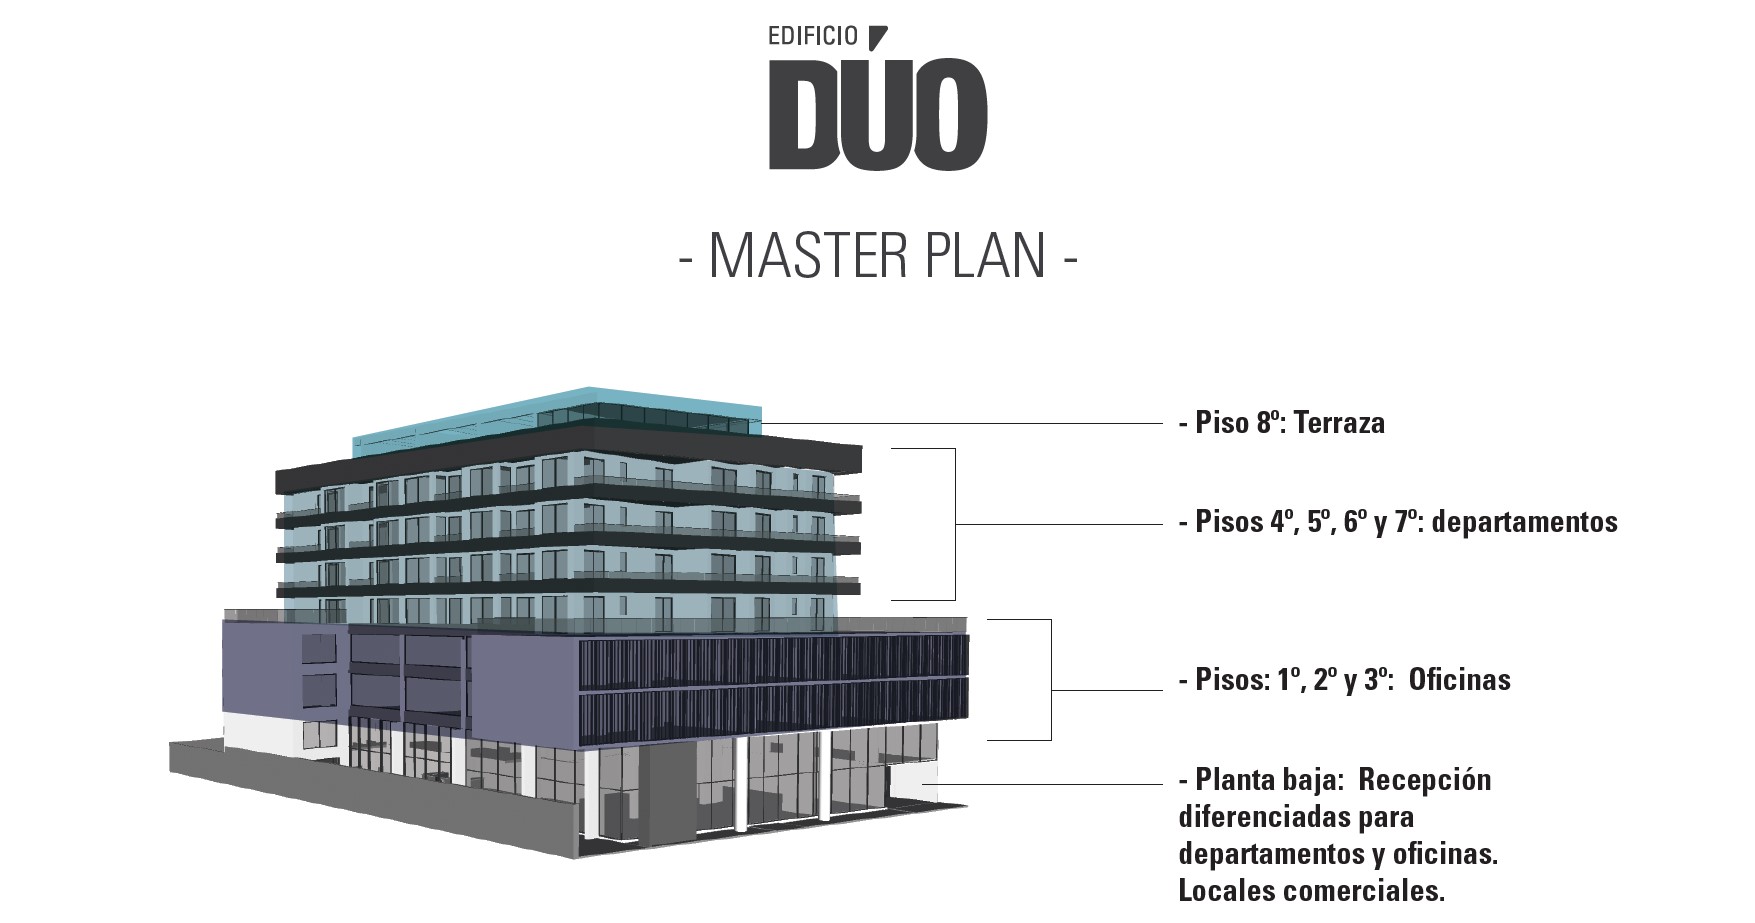 EDIFICIO
DÚO
- MASTER PLAN -
- Piso 8º: Terraza
- Pisos 4º, 5º, 6º y 7º: departamentos
- Pisos: 1º, 2º y 3º:  Oficinas
- Planta baja:  Recepción
diferenciadas para
departamentos y oficinas.
Locales comerciales.